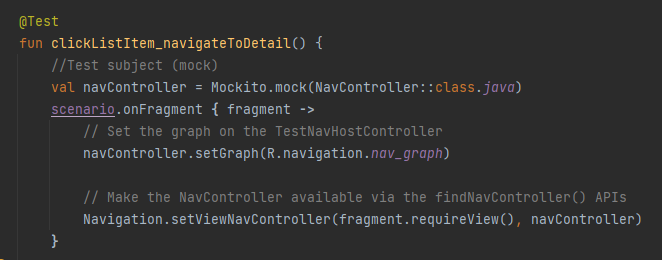 @Test
fun clickListItem_navigateToDetail() {
//Test subject (mock)
val navController = Mockito.mock(NavController::class.java)
scenario.onFragment { fragment ->
// Set the graph on the TestNavHostController
navController.setGraph(R.navigation.nav_graph)
// Make the NavController available via the findNavController() APIs
Navigation.setViewNavController(fragment.requireView(), navController)
}